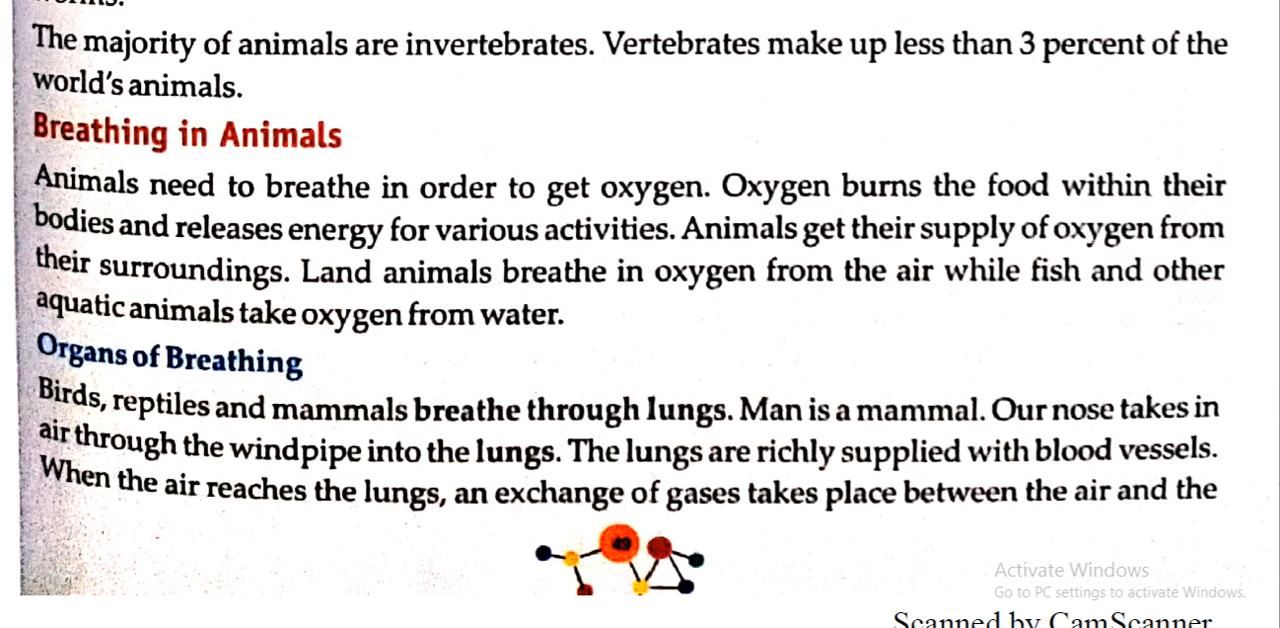 The majority of animals are invertebrates. Vertebrates make up less than 3 percent of the
world's animals.
Breathing in Animals
Animals need to breathe in order to get oxygen. Oxygen burns the food within their
bodies and releases energy for various activities. Animals get their supply of oxygen from
their surroundings. Land animals breathe in oxygen from the air while fish and other
aquatic animals take oxygen from water.
Organs of Breathing
Birds, reptiles and mammals breathe through lungs. Man is a mammal. Our nose takes in
air through the windpipe into the lungs. The lungs are richly supplied with blood vessels.
When the air reaches the lungs, an exchange of gases takes place between the air and the
Activate Windows
Go to PC settings to activate Windows.
Scanned by CamScanner